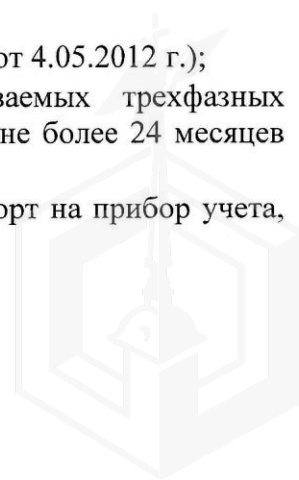 от 4.05.2012 г.);
ваемых трехфазных
не более 24 месяцев
орт на прибор учета,